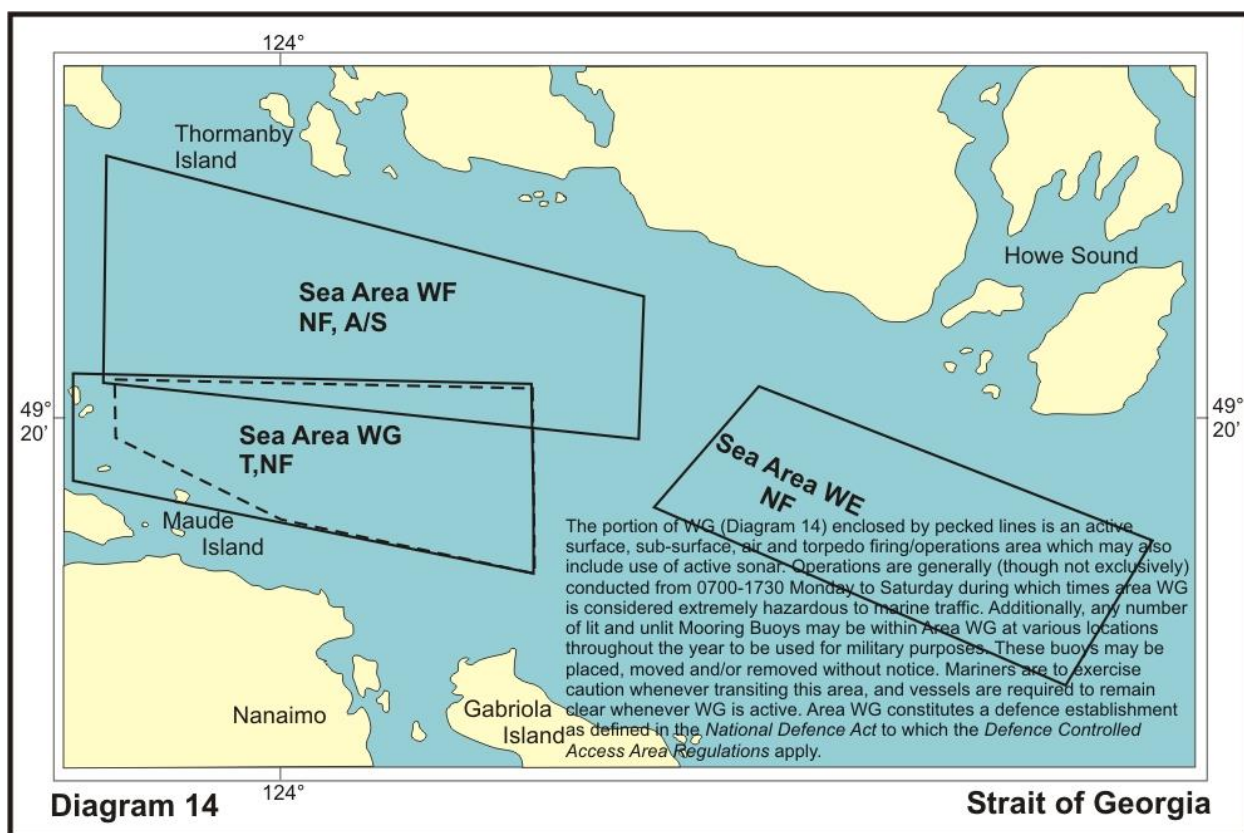 124°
Thormanby
Island
Howe Sound
Sea Area WF
NF, A/S
49°
20'
49°
20'
Sea Area WG
T,NF
Sea Area WE
NF
Maude
Island
The portion of WG (Diagram 14) enclosed by pecked lines is an active
surface, sub-surface, air and torpedo firing/operations area which may also
include use of active sonar. Operations are generally (though not exclusively)
conducted from 0700-1730 Monday to Saturday during which times area WG
is considered extremely hazardous to marine traffic. Additionally, any number
of lit and unlit Mooring Buoys may be within Area WG at various locations
throughout the year to be used for military purposes. These buoys may be
placed, moved and/or removed without notice. Mariners are to exercise
caution whenever transiting this area, and vessels are required to remain
clear whenever WG is active. Area WG constitutes a defence establishment
as defined in the National Defence Act to which the Defence Controlled
Access Area Regulations apply.
Nanaimo
Gabriola
Island
124°
Diagram 14
Strait of Georgia